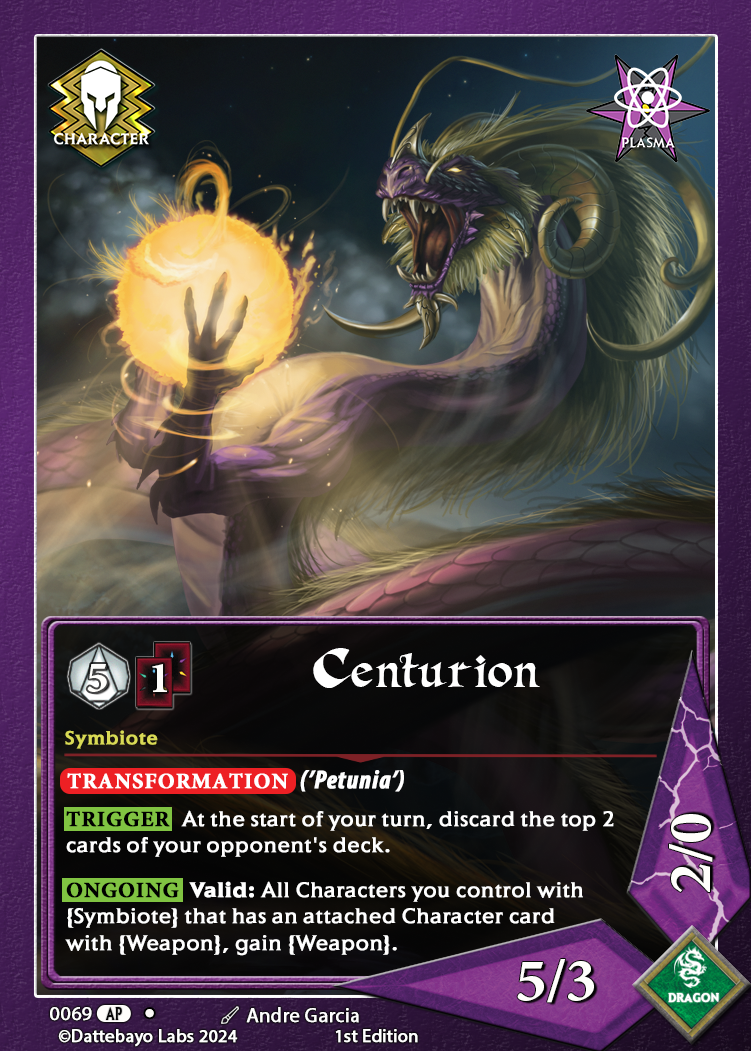 CHARACTER
PLASMA
5 1 Centurion
Symbiote
TRANSFORMATION ('Petunia')
TRIGGER At the start of your turn, discard the top 2
cards of your opponent's deck.
ONGOING Valid: All Characters you control with
{Symbiote} that has an attached Character card
with {Weapon}, gain {Weapon}.
2/0
5/3
DRAGON
0069 AP • Andre Garcia
©Dattebayo Labs 2024 1st Edition